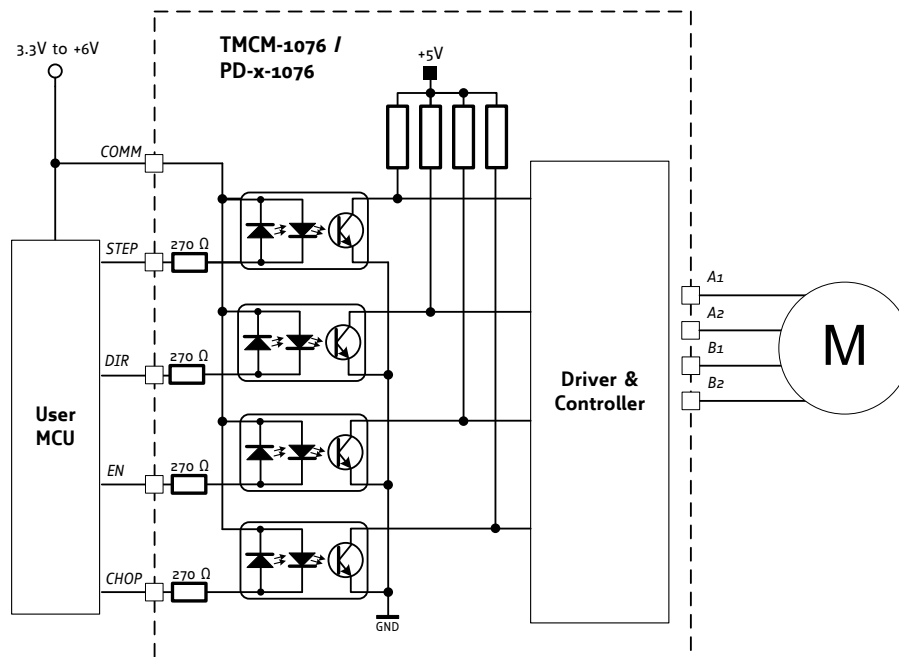 TMCM-1076 /
PD-x-1076
3.3V to +6V
+5V
COMM
STEP
270 Ω
DIR
270 Ω
User
MCU
EN
270 Ω
CHOP
270 Ω
GND
Driver &
Controller
A1
A2
B1
B2
M